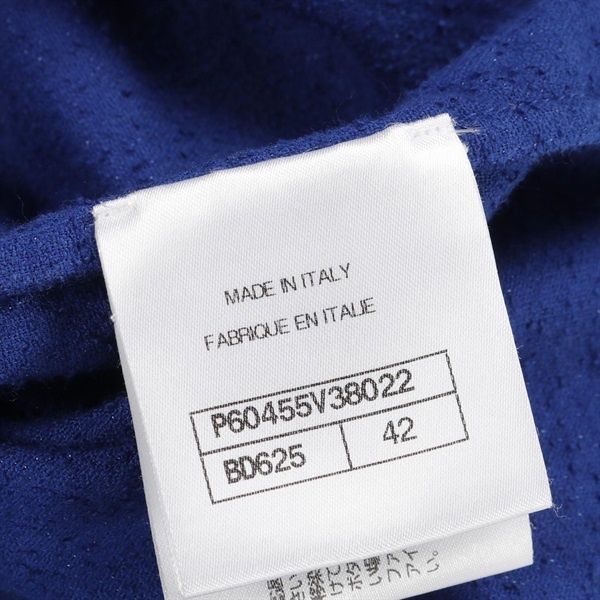 MADE IN ITALY
FABRIQUE EN ITALIE
P60455V38022
BD625 42